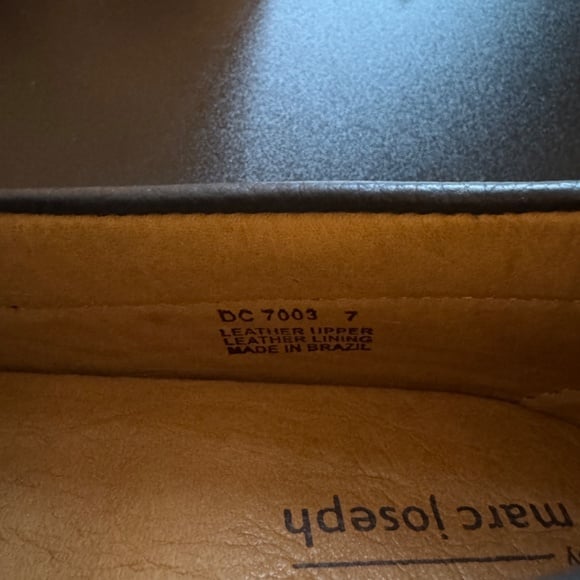 DC 7003 7
LEATHER UPPER
LEATHER LINING
MADE IN BRAZIL
marc joseph